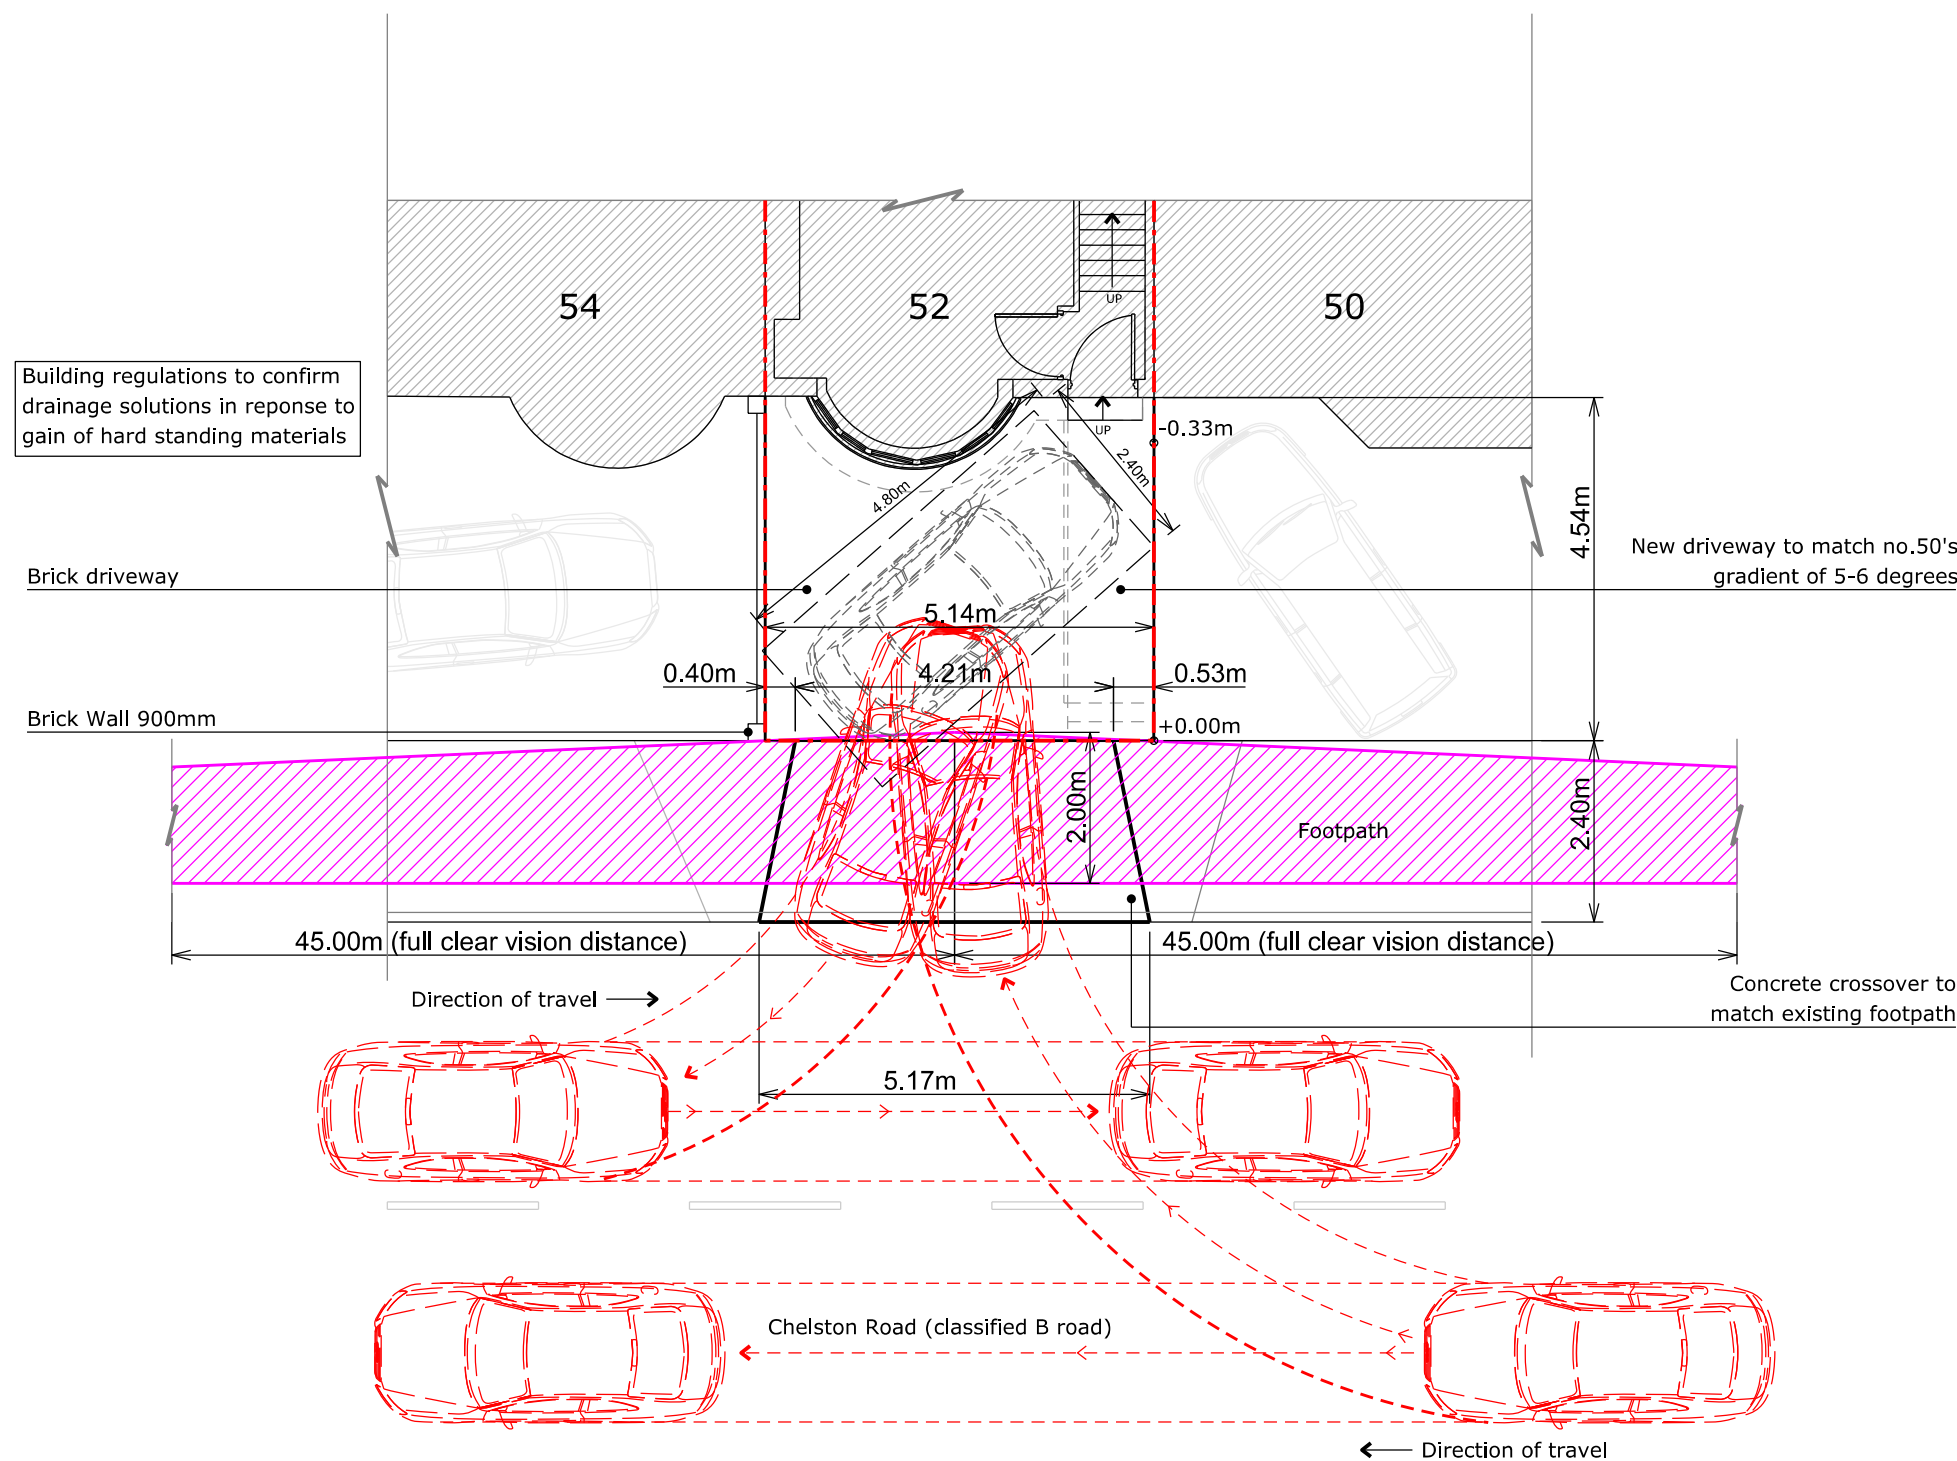 UP
54
52
50
Building regulations to confirm
drainage solutions in reponse to
gain of hard standing materials
UP
-0.33m
2.40m
4.80m
4.54m
New driveway to match no.50's
gradient of 5-6 degrees
Brick driveway
5.14m
0.40m
4.21m
0.53m
Brick Wall 900mm
+0.00m
2.00m
Footpath
2.40m
45.00m (full clear vision distance)
45.00m (full clear vision distance)
Direction of travel
Concrete crossover to
match existing footpath
5.17m
Chelston Road (classified B road)
Direction of travel